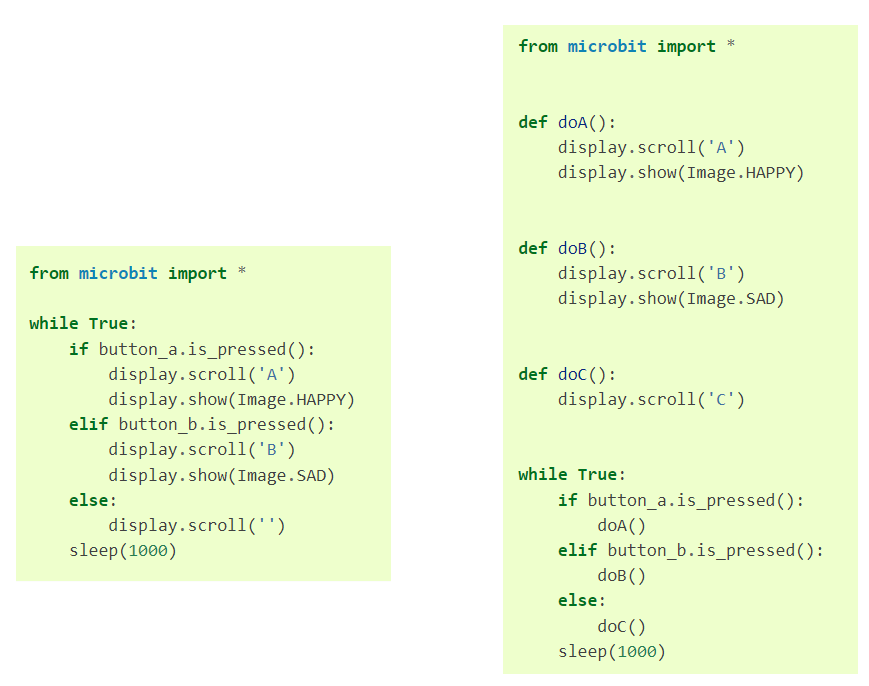 from microbit import *
while True:
    if button_a.is_pressed():
        display.scroll('A')
        display.show(Image.HAPPY)
    elif button_b.is_pressed():
        display.scroll('B')
        display.show(Image.SAD)
    else:
        display.scroll('')
    sleep(1000)
from microbit import *
def doA():
    display.scroll('A')
    display.show(Image.HAPPY)
def doB():
    display.scroll('B')
    display.show(Image.SAD)
def doC():
    display.scroll('C')
while True:
    if button_a.is_pressed():
        doA()
    elif button_b.is_pressed():
        doB()
    else:
        doC()
    sleep(1000)